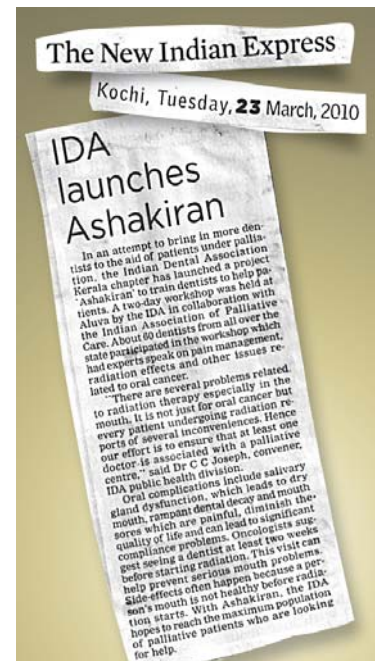 The New Indian Express
Kochi, Tuesday, 23 March, 2010
IDA
launches
Ashakiran
In an attempt to bring in more den-
tists to the aid of patients under pallia-
tion, the Indian Dental Association
Kerala chapter has launched a project
'Ashakiran' to train dentists to help pa-
tients. A two-day workshop was held at
Aluva by the IDA in collaboration with
the Indian Association of Palliative
Care. About 60 dentists from all over the
state participated in the workshop which
had experts speak on pain management,
radiation effects and other issues re-
lated to oral cancer.
"There are several problems related
to radiation therapy especially in the
mouth. It is not just for oral cancer but
every patient undergoing radiation re-
ports of several inconveniences. Hence
our effort is to ensure that at least one
doctor is associated with a palliative
centre," said Dr C C Joseph, convener,
IDA public health division.
Oral complications include salivary
gland dysfunction, which leads to dry
mouth, rampant dental decay and mouth
sores which are painful, diminish the
quality of life and can lead to significant
compliance problems. Oncologists sug-
gest seeing a dentist at least two weeks
before starting radiation. This visit can
help prevent serious mouth problems.
Side-effects often happen because a per-
son's mouth is not healthy before radia-
tion starts. With Ashakiran, the IDA
hopes to reach the maximum population
of palliative patients who are looking
for help.